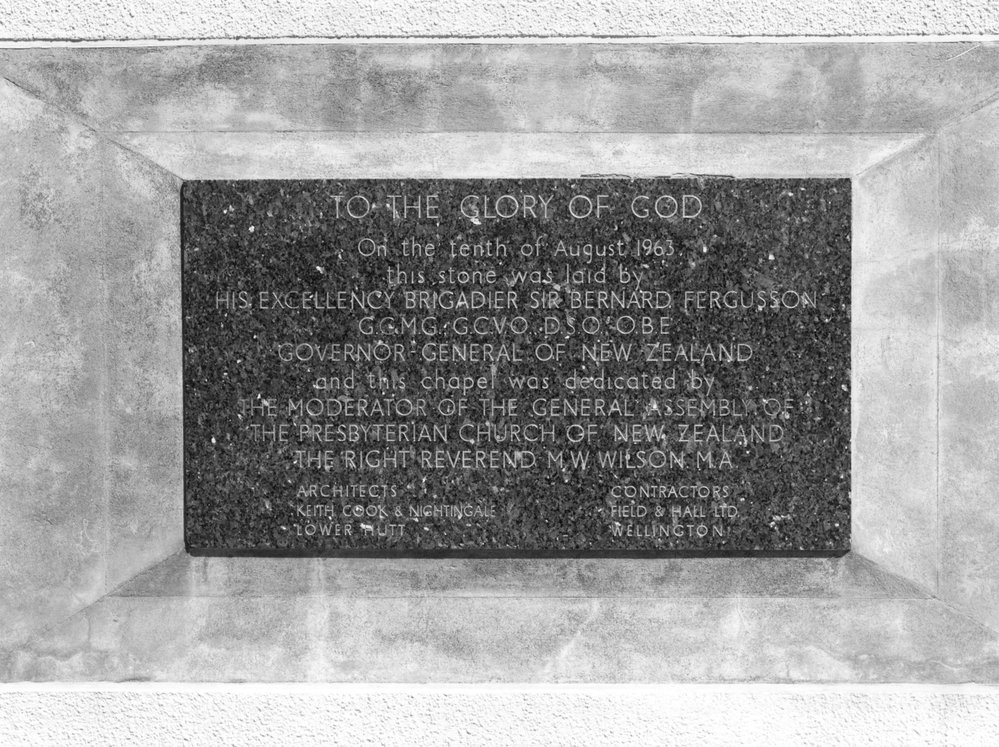 TO THE GLORY OF GOD
On the tenth of August 1963
this stone was laid by
HIS EXCELLENCY BRIGADIER SIR BERNARD FERGUSSON
G.C.M.G. G.C.V.O. D.S.O. O.B.E.
GOVERNOR-GENERAL OF NEW ZEALAND
and this chapel was dedicated by
THE MODERATOR OF THE GENERAL ASSEMBLY OF
THE PRESBYTERIAN CHURCH OF NEW ZEALAND
THE RIGHT REVEREND M.W. WILSON M.A.
ARCHITECTS
KEITH COOK & NIGHTINGALE
LOWER HUTT
CONTRACTORS
FIELD & HALL LTD.
WELLINGTON